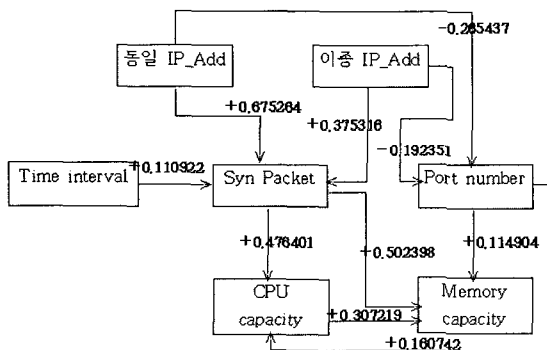 -0.265437
동일 IP_Add
이종 IP_Add
+0.675264
+0.375316
-0.192351
+0.110922
Time interval
Syn Packet
Port number
+0.476401
+0.502398
+0.114904
CPU
capacity
+0.307219
Memory
capacity
+0.160742